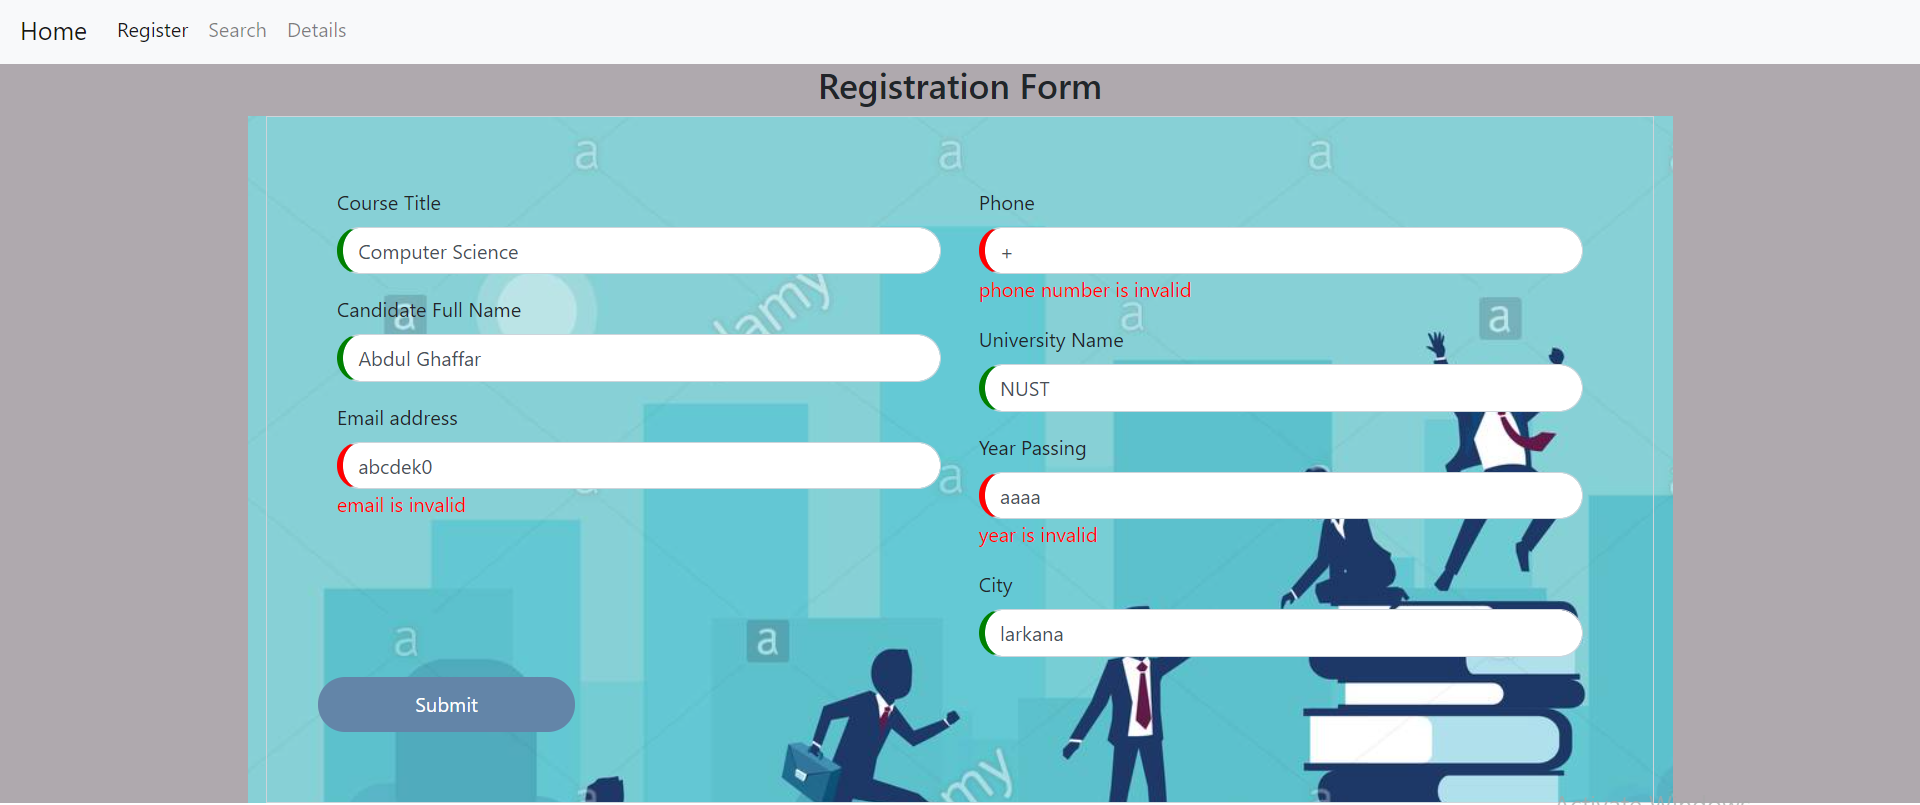 Home Register Search Details
Registration Form
Course Title
Computer Science
Candidate Full Name
Abdul Ghaffar
Email address
abcdek0
email is invalid
Phone
+
phone number is invalid
University Name
NUST
Year Passing
aaaa
year is invalid
City
larkana
Submit
a
a
a
a
a
a
a
a
a